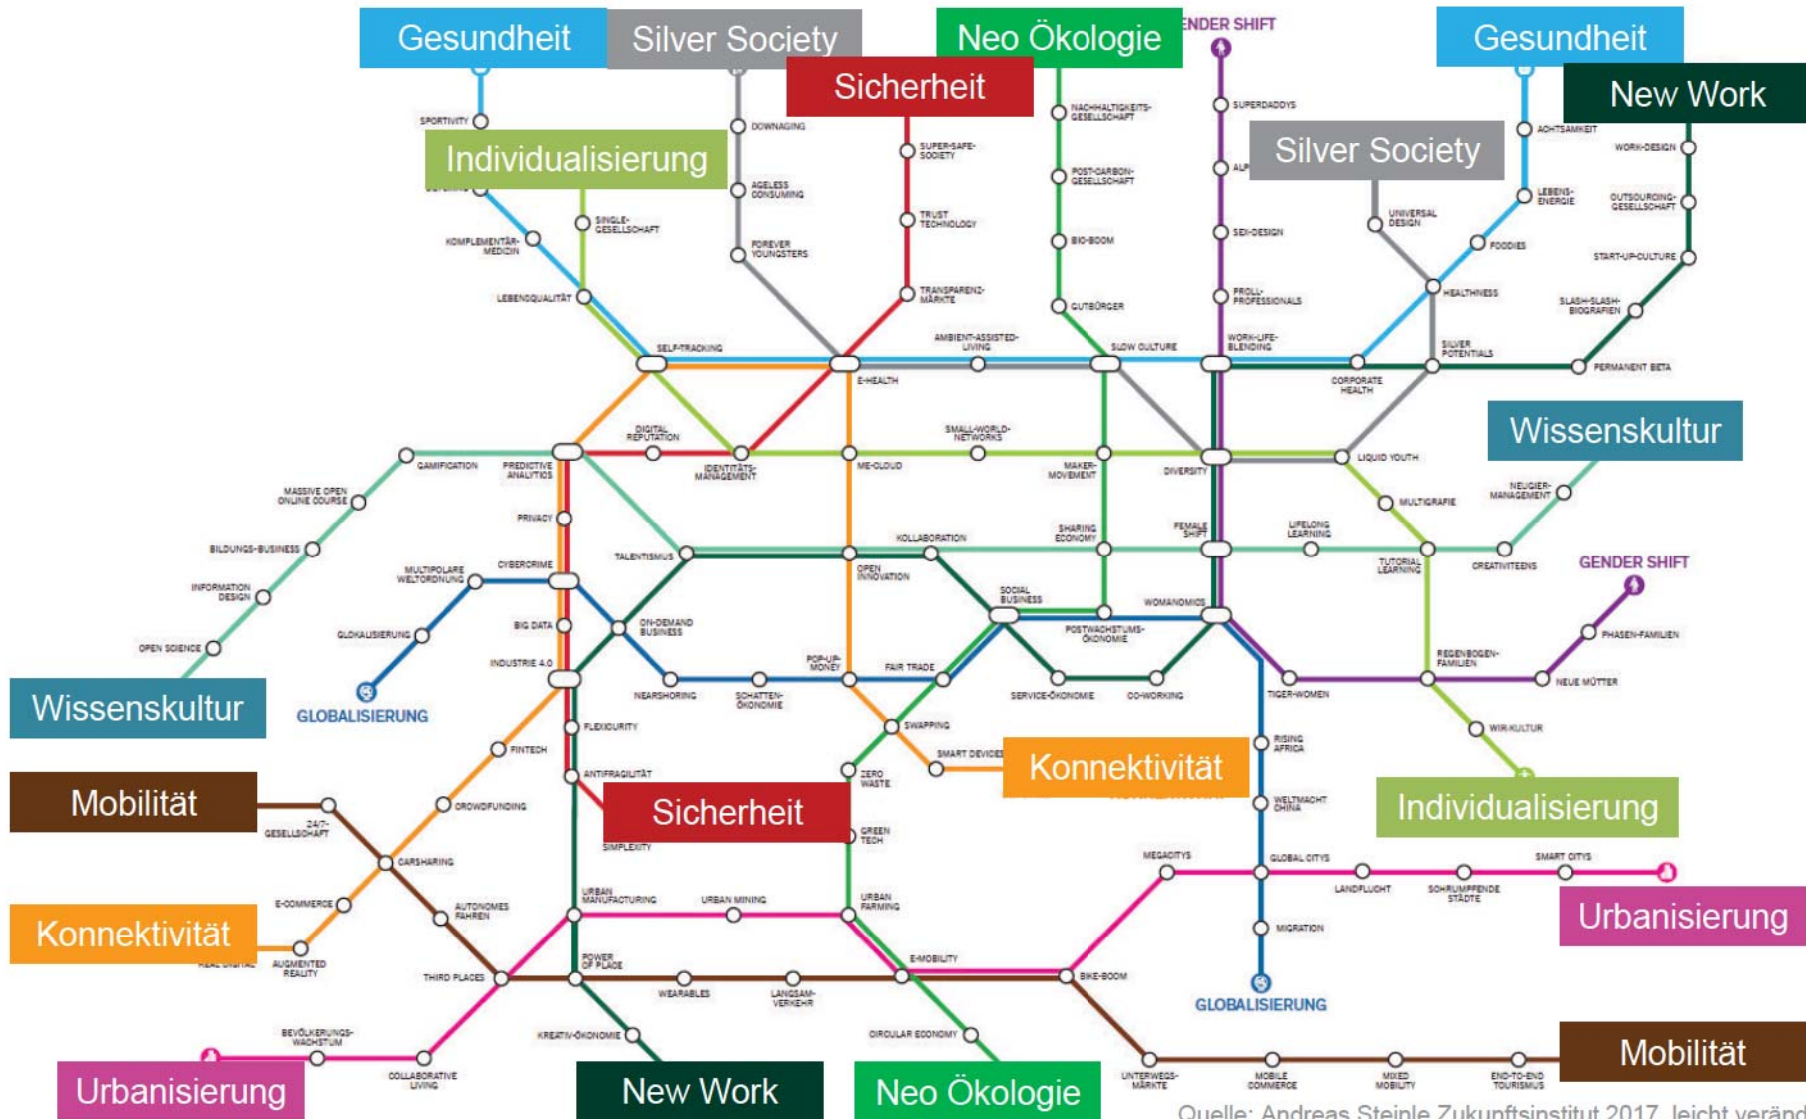 Gesundheit
Silver Society
Neo Ökologie
ENDER SHIFT
Gesundheit
Sicherheit
New Work
SPORTIVITY
DOWNAGING
NACHHALTIGKEITS-
GESELLSCHAFT
SUPERDADDYS
ACHTSAMKEIT
WORK-DESIGN
Individualisierung
SUPER-SAFE-
SOCIETY
Silver Society
POST-CARBON-
GESELLSCHAFT
AGELESS
CONSUMING
LEBENS-
ENERGIE
OUTSOURCING-
GESELLSCHAFT
SINGLE-
GESELLSCHAFT
TRUST
TECHNOLOGY
UNIVERSAL
DESIGN
KOMPLEMENTÄR-
MEDIZIN
FOREVER
YOUNGSTERS
BIO-BOOM
SEX-DESIGN
FOODIES
START-UP-CULTURE
LEBENSQUALITÄT
TRANSPARENZ-
MÄRKTE
GUTBÜRGER
PROLL-
PROFESSIONALS
HEALTHNESS
SLASH-SLASH-
BIOGRAFIEN
SELF-TRACKING
E-HEALTH
AMBIENT-ASSISTED-
LIVING
SLOW CULTURE
WORK-LIFE-
BLENDING
CORPORATE
HEALTH
SILVER
POTENTIALS
PERMANENT BETA
GAMIFICATION
PREDICTIVE
ANALYTICS
DIGITAL
REPUTATION
IDENTITÄTS-
MANAGEMENT
ME-CLOUD
SMALL-WORLD-
NETWORKS
MAKER-
MOVEMENT
DIVERSITY
LIQUID YOUTH
Wissenskultur
MASSIVE OPEN
ONLINE COURSE
PRIVACY
MULTIGRAFIE
NEUGIER-
MANAGEMENT
BILDUNGS-BUSINESS
TALENTISMUS
OPEN
INNOVATION
KOLLABORATION
SHARING
ECONOMY
FEMALE
SHIFT
LIFELONG
LEARNING
TUTORIAL
LEARNING
CREATIVITEENS
MULTIPOLARE
WELTORDNUNG
CYBERCRIME
GENDER SHIFT
INFORMATION
DESIGN
GLOKALISIERUNG
BIG DATA
ON-DEMAND
BUSINESS
SOCIAL
BUSINESS
POSTWACHSTUMS-
ÖKONOMIE
WOMANOMICS
PHASEN-FAMILIEN
OPEN SCIENCE
INDUSTRIE 4.0
NEARSHORING
SCHATTEN-
ÖKONOMIE
POP-UP-
MONEY
FAIR TRADE
SERVICE-ÖKONOMIE
CO-WORKING
TIGER-WOMEN
REGENBOGEN-
FAMILIEN
NEUE MÜTTER
Wissenskultur
GLOBALISIERUNG
FLEXICURITY
SWAPPING
WIR-KULTUR
FINTECH
SMART DEVICES
Konnektivität
RISING
AFRICA
ANTIFRAGILITÄT
ZERO
WASTE
Mobilität
24/7-
GESELLSCHAFT
CROWDFUNDING
Sicherheit
SIMPLEXITY
WELTMACHT
CHINA
Individualisierung
CARSHARING
GREEN
TECH
MEGACITYS
GLOBAL CITYS
LANDFLUCHT
SCHRUMPFENDE
STÄDTE
SMART CITYS
Konnektivität
E-COMMERCE
AUTONOMES
FAHREN
URBAN
MANUFACTURING
URBAN MINING
URBAN
FARMING
MIGRATION
Urbanisierung
REAL DIGITAL
AUGMENTED
REALITY
THIRD PLACES
POWER
OF PLACE
WEARABLES
LANGSAM-
VERKEHR
E-MOBILITY
BIKE-BOOM
GLOBALISIERUNG
BEVÖLKERUNGS-
WACHSTUM
COLLABORATIVE
LIVING
KREATIV-ÖKONOMIE
CIRCULAR ECONOMY
UNTERWEGS-
MÄRKTE
MOBILE
COMMERCE
MIXED
MOBILITY
END-TO-END
TOURISMUS
Mobilität
Urbanisierung
New Work
Neo Ökologie
Quelle: Andreas Steinle Zukunftsinstitut 2017, leicht veränd